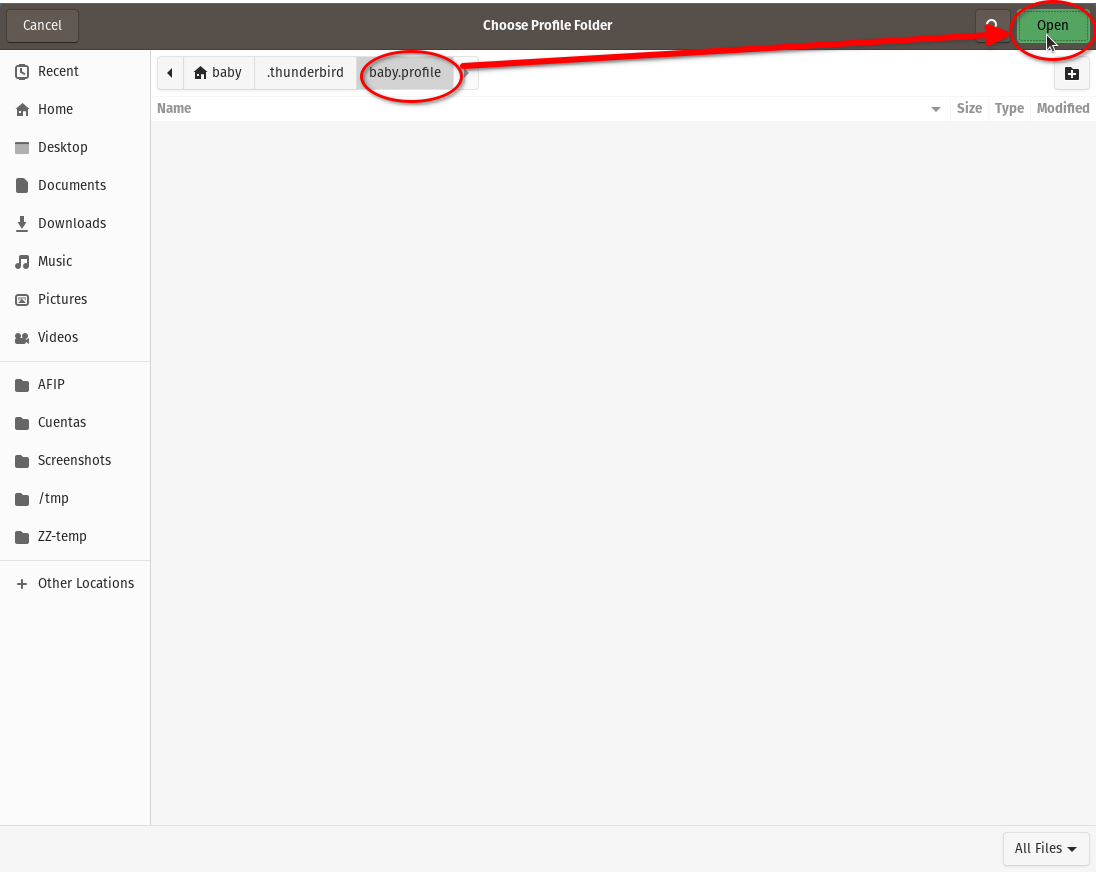 Cancel
Choose Profile Folder
Open
Recent
baby
.thunderbird
baby.profile
Name
Size
Type
Modified
Home
Desktop
Documents
Downloads
Music
Pictures
Videos
AFIP
Cuentas
Screenshots
/tmp
ZZ-temp
Other Locations
All Files